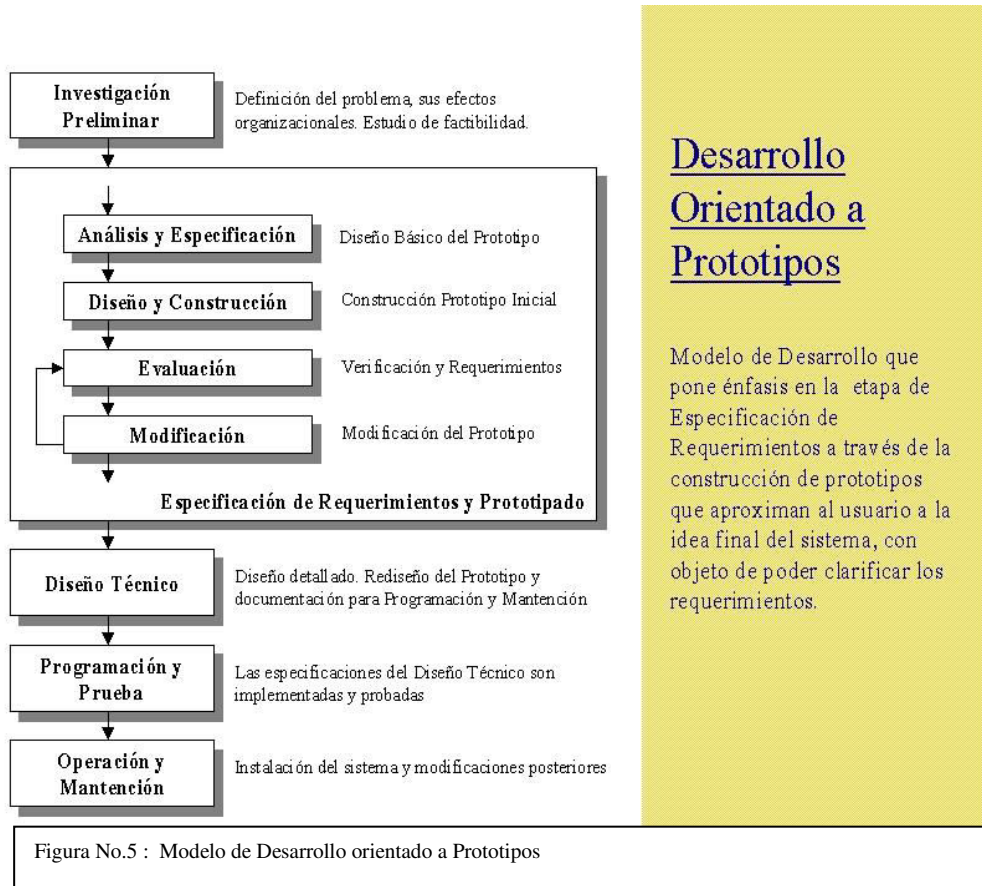 Investigación
Preliminar
Definición del problema, sus efectos
organizacionales. Estudio de factibilidad.
Análisis y Especificación
Diseño Básico del Prototipo
Diseño y Construcción
Construcción Prototipo Inicial
Evaluación
Verificación y Requerimientos
Modificación
Modificación del Prototipo
Especificación de Requerimientos y Prototipado
Diseño Técnico
Diseño detallado. Rediseño del Prototipo y
documentación para Programación y Mantención
Programación y
Prueba
Las especificaciones del Diseño Técnico son
implementadas y probadas
Operación y
Mantención
Instalación del sistema y modificaciones posteriores
Desarrollo
Orientado a
Prototipos
Modelo de Desarrollo que
pone énfasis en la etapa de
Especificación de
Requerimientos a través de la
construcción de prototipos
que aproximan al usuario a la
idea final del sistema, con
objeto de poder clarificar los
requerimientos.
Figura No.5 : Modelo de Desarrollo orientado a Prototipos